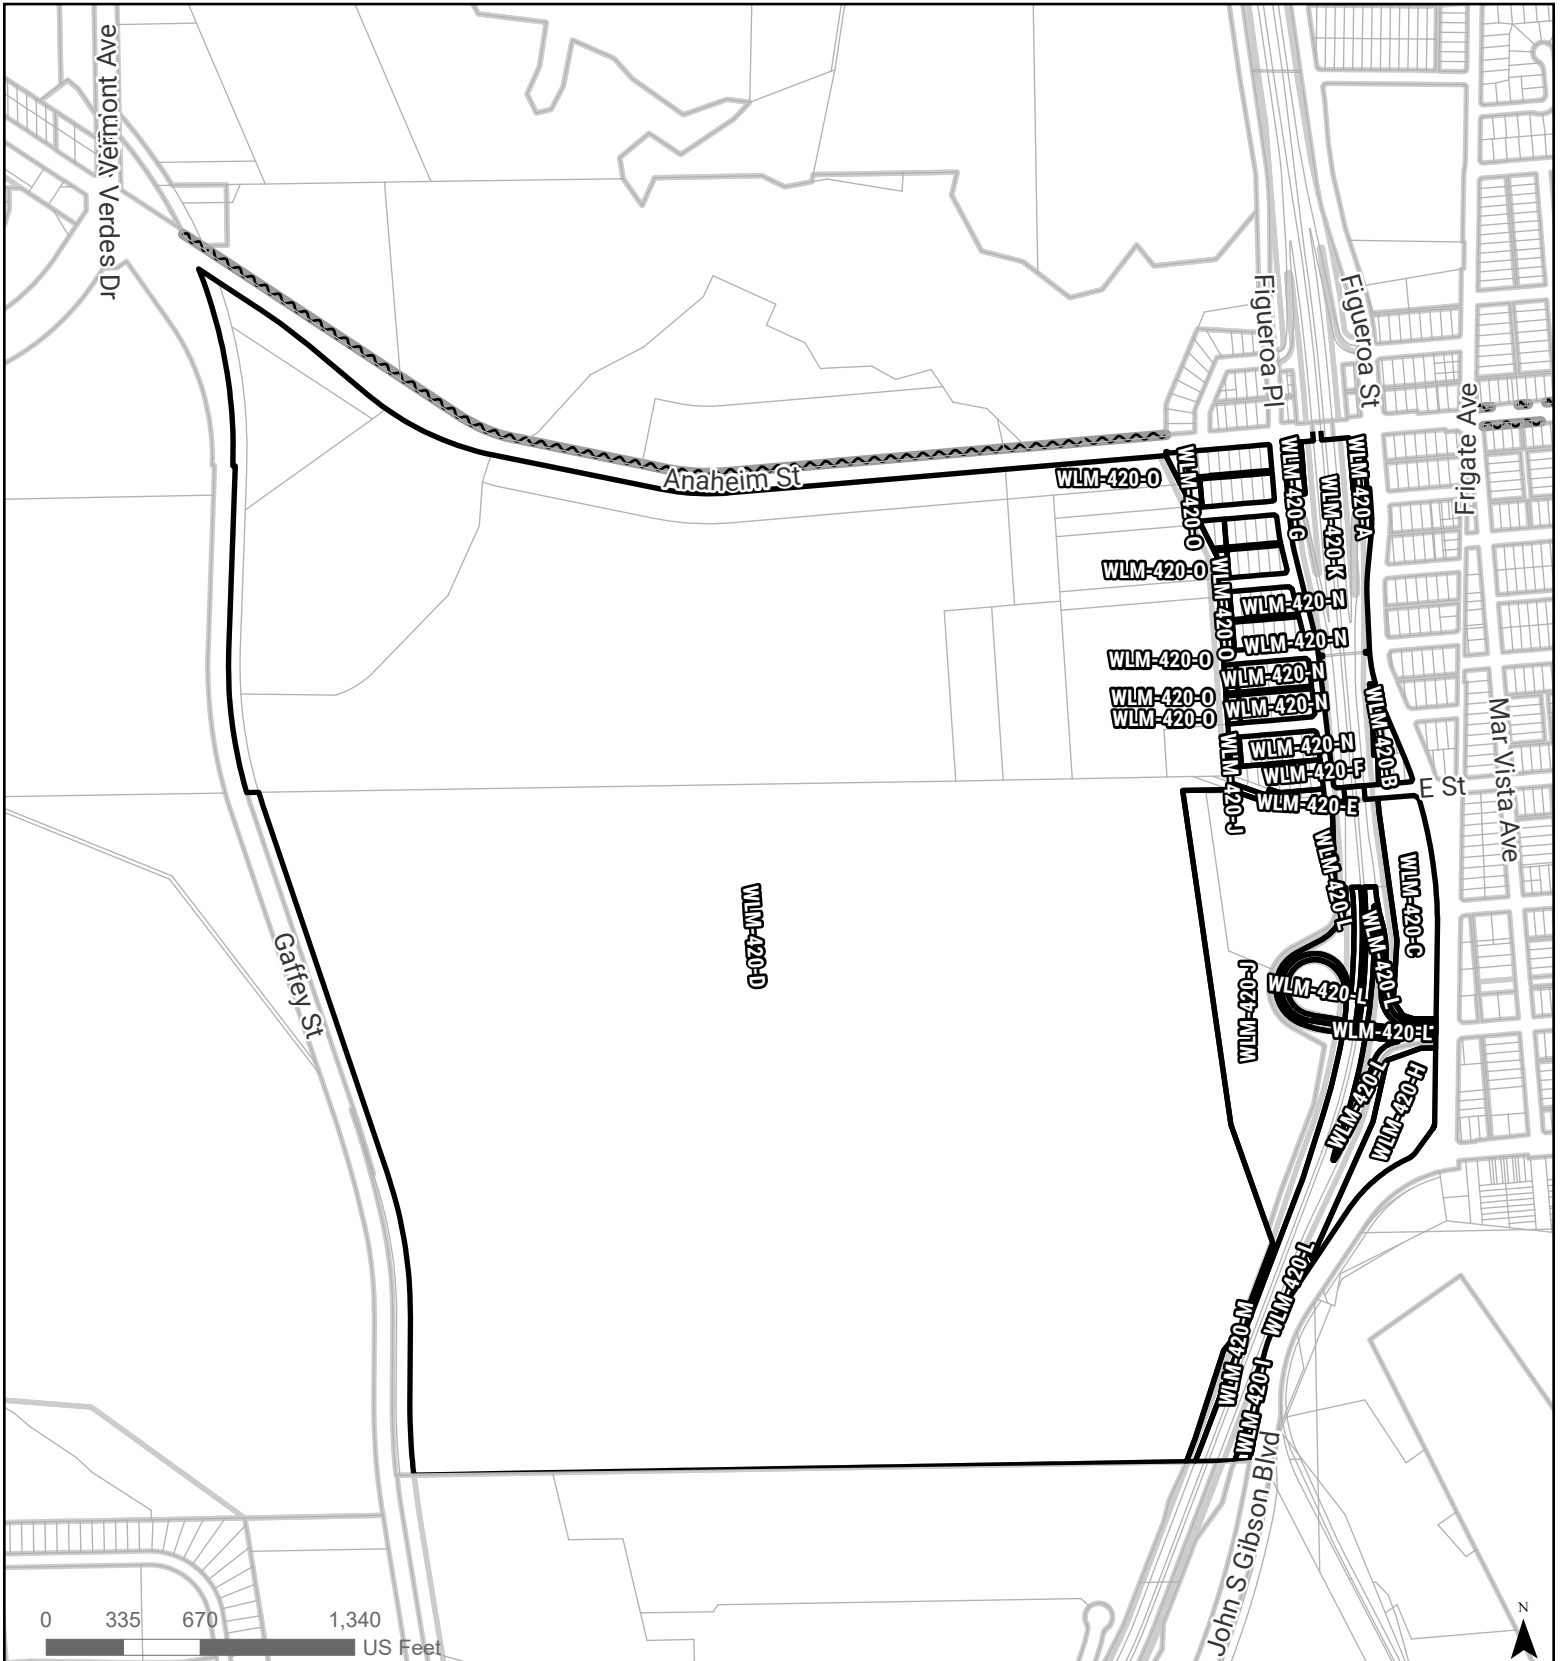 Vermont Ave
Vermont
Verdes Dr
Figueroa Pl
Figueroa St
Frigate Ave
Anaheim St
WLM-420-O
WLM-420-O
WLM-420-G
WLM-420-K
WLM-420-A
WLM-420-O
WLM-420-O
WLM-420-N
WLM-420-N
WLM-420-O
WLM-420-N
WLM-420-O
WLM-420-N
WLM-420-O
WLM-420-B
Mar Vista Ave
WLM-420-N
WLM-420-F
WLM-420-J
WLM-420-E
E St
WLM-420-L
WLM-420-C
WLM-420-D
WLM-420-L
Gaffey St
WLM-420-J
WLM-420-L
WLM-420-L
WLM-420-L
WLM-420-H
WLM-420-L
WLM-420-M
WLM-420-I
John S Gibson Blvd
0 335 670 1,340
US Feet
N